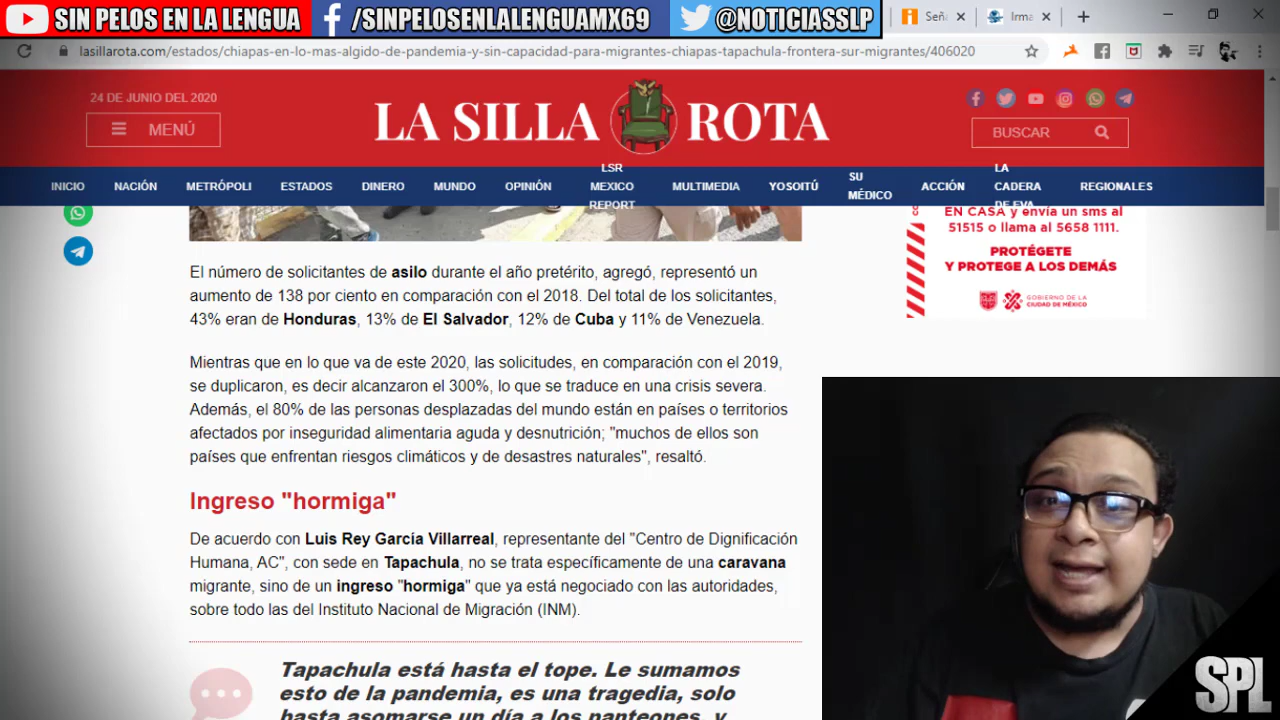 SIN PELOS EN LA LENGUA
/SINPELOSENLALENGUAMX69
@NOTICIASSLP
Seña
Irma
lasillarota.com/estados/chiapas-en-lo-mas-algido-de-pandemia-y-sin-capacidad-para-migrantes-chiapas-tapachula-frontera-sur-migrantes/406020
24 DE JUNIO DEL 2020
MENÚ
LA SILLA ROTA
BUSCAR
INICIO
NACIÓN
METRÓPOLI
ESTADOS
DINERO
MUNDO
OPINIÓN
LSR
MEXICO
REPORT
MULTIMEDIA
YOSOITÚ
SU
MÉDICO
ACCIÓN
LA
CADERA
DE EVA
REGIONALES
EN CASA y envía un sms al
51515 o llama al 5658 1111.
PROTÉGETE
Y PROTEGE A LOS DEMÁS
GOBIERNO DE LA
CIUDAD DE MÉXICO
El número de solicitantes de asilo durante el año pretérito, agregó, representó un
aumento de 138 por ciento en comparación con el 2018. Del total de los solicitantes,
43% eran de Honduras, 13% de El Salvador, 12% de Cuba y 11% de Venezuela.
Mientras que en lo que va de este 2020, las solicitudes, en comparación con el 2019,
se duplicaron, es decir alcanzaron el 300%, lo que se traduce en una crisis severa.
Además, el 80% de las personas desplazadas del mundo están en países o territorios
afectados por inseguridad alimentaria aguda y desnutrición; "muchos de ellos son
países que enfrentan riesgos climáticos y de desastres naturales", resaltó.
Ingreso "hormiga"
De acuerdo con Luis Rey García Villarreal, representante del "Centro de Dignificación
Humana, AC", con sede en Tapachula, no se trata específicamente de una caravana
migrante, sino de un ingreso "hormiga" que ya está negociado con las autoridades,
sobre todo las del Instituto Nacional de Migración (INM).
Tapachula está hasta el tope. Le sumamos
esto de la pandemia, es una tragedia, solo
hasta asomarse un día a los panteones, y
SPL